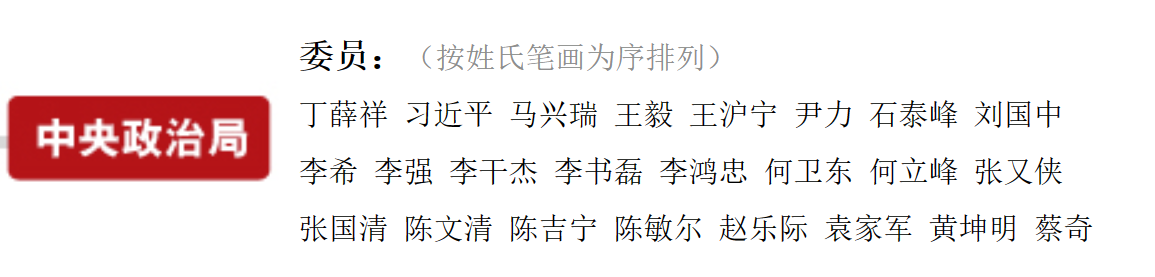 委员：（按姓氏笔画为序排列）
中央政治局
丁薛祥 习近平 马兴瑞 王毅 王沪宁 尹力 石泰峰 刘国中
李希 李强 李干杰 李书磊 李鸿忠 何卫东 何立峰 张又侠
张国清 陈文清 陈吉宁 陈敏尔 赵乐际 袁家军 黄坤明 蔡奇